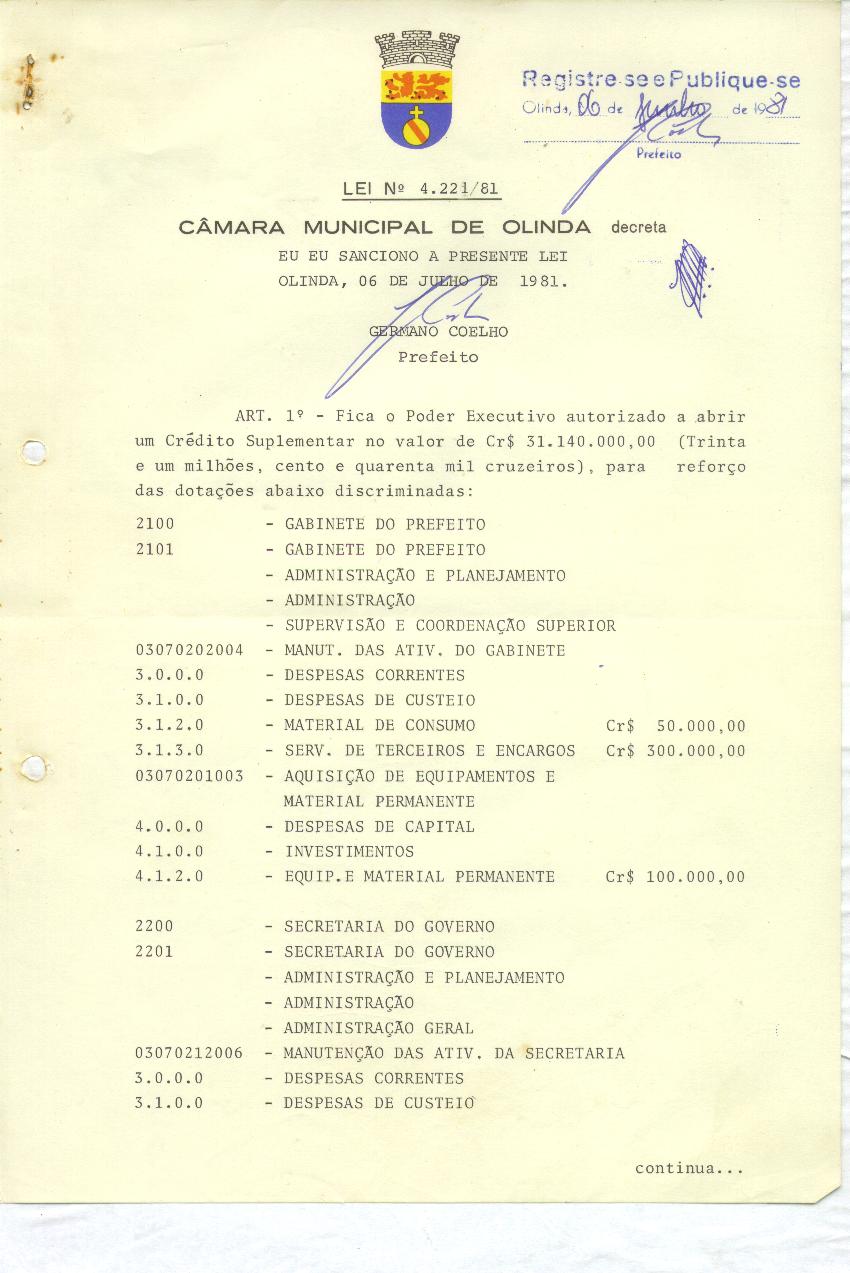 Registre-se e Publique-se
Olinda, 06 de de 1981
Prefeito
LEI Nº 4.221/81
CÂMARA MUNICIPAL DE OLINDA decreta
EU EU SANCIONO A PRESENTE LEI
OLINDA, 06 DE JULHO DE 1981.
GERMANO COELHO
Prefeito
ART. 1º - Fica o Poder Executivo autorizado a abrir
um Crédito Suplementar no valor de Cr$ 31.140.000,00 (Trinta
e um milhões, cento e quarenta mil cruzeiros), para reforço
das dotações abaixo discriminadas:
2100 - GABINETE DO PREFEITO
2101 - GABINETE DO PREFEITO
- ADMINISTRAÇÃO E PLANEJAMENTO
- ADMINISTRAÇÃO
- SUPERVISÃO E COORDENAÇÃO SUPERIOR
03070202004 - MANUT. DAS ATIV. DO GABINETE
3.0.0.0 - DESPESAS CORRENTES
3.1.0.0 - DESPESAS DE CUSTEIO
3.1.2.0 - MATERIAL DE CONSUMO Cr$ 50.000,00
3.1.3.0 - SERV. DE TERCEIROS E ENCARGOS Cr$ 300.000,00
03070201003 - AQUISIÇÃO DE EQUIPAMENTOS E
MATERIAL PERMANENTE
4.0.0.0 - DESPESAS DE CAPITAL
4.1.0.0 - INVESTIMENTOS
4.1.2.0 - EQUIP.E MATERIAL PERMANENTE Cr$ 100.000,00
2200 - SECRETARIA DO GOVERNO
2201 - SECRETARIA DO GOVERNO
- ADMINISTRAÇÃO E PLANEJAMENTO
- ADMINISTRAÇÃO
- ADMINISTRAÇÃO GERAL
03070212006 - MANUTENÇÃO DAS ATIV. DA SECRETARIA
3.0.0.0 - DESPESAS CORRENTES
3.1.0.0 - DESPESAS DE CUSTEIO
continua...